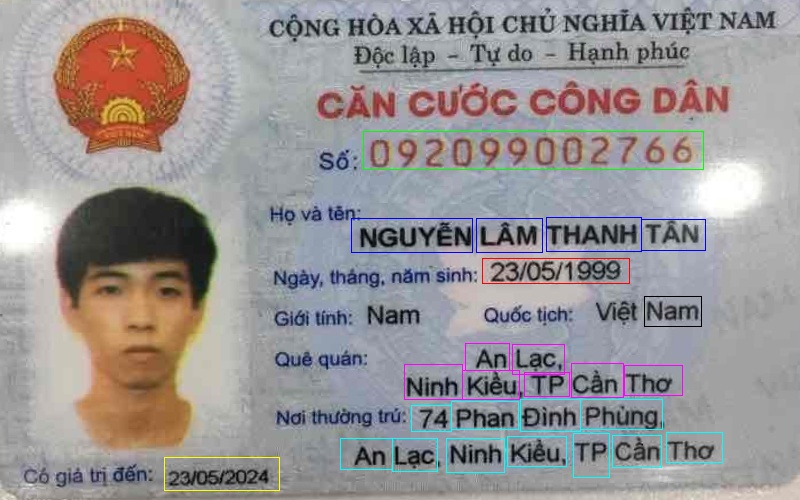 CỘNG HÒA XÃ HỘI CHỦ NGHĨA VIỆT NAM
Độc lập - Tự do - Hạnh phúc
CĂN CƯỚC CÔNG DÂN
Số: 092099002766
Họ và tên:
NGUYỄN LÂM THANH TÂN
Ngày, tháng, năm sinh: 23/05/1999
Giới tính: Nam Quốc tịch: Việt Nam
Quê quán: An Lạc,
Ninh Kiều, TP Cần Thơ
Nơi thường trú: 74 Phan Đình Phùng,
An Lạc, Ninh Kiều, TP Cần Thơ
Có giá trị đến: 23/05/2024